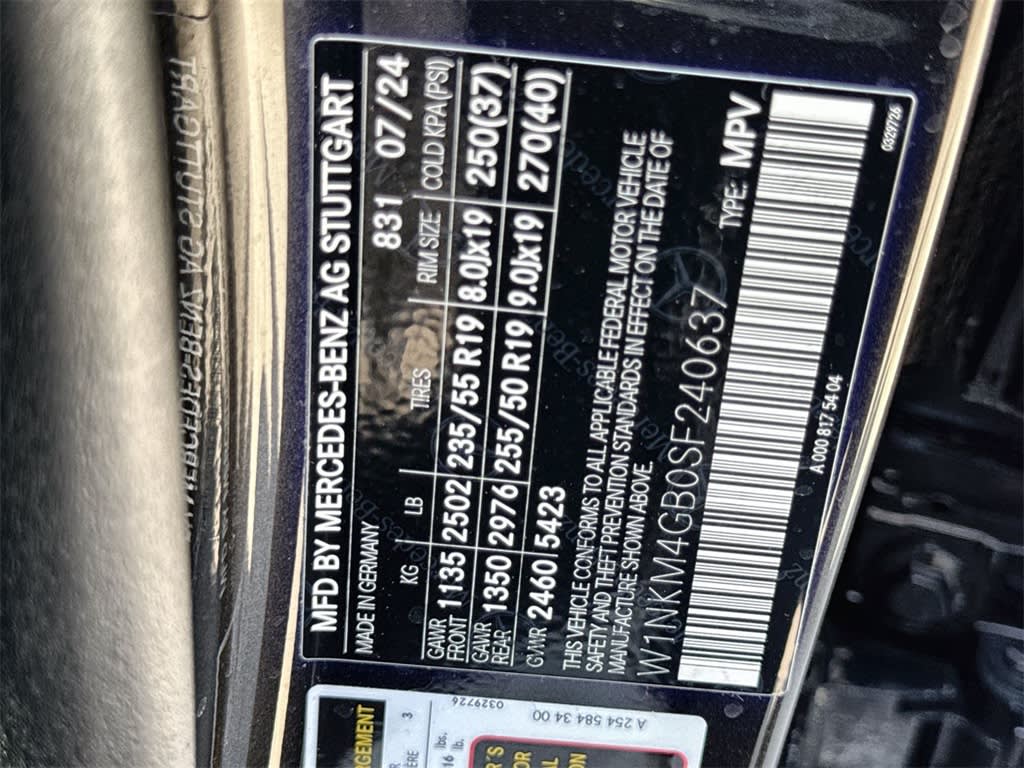 MFD BY MERCEDES-BENZ AG STUTTGART
MADE IN GERMANY 831 07/24
KG LB TIRES RIM SIZE COLD KPA(PSI)
GAWR FRONT 1135 2502 235/55 R19 8.0Jx19 250(37)
GAWR REAR 1350 2976 255/50 R19 9.0Jx19 270(40)
GVWR 2460 5423
THIS VEHICLE CONFORMS TO ALL APPLICABLE FEDERAL MOTOR VEHICLE
SAFETY AND THEFT PREVENTION STANDARDS IN EFFECT ON THE DATE OF
MANUFACTURE SHOWN ABOVE.
W1NKM4GB0SF240637 TYPE: MPV
A 000 817 54 04
0329726
0329726
A 254 584 34 00
3
lbs.
16 lb.